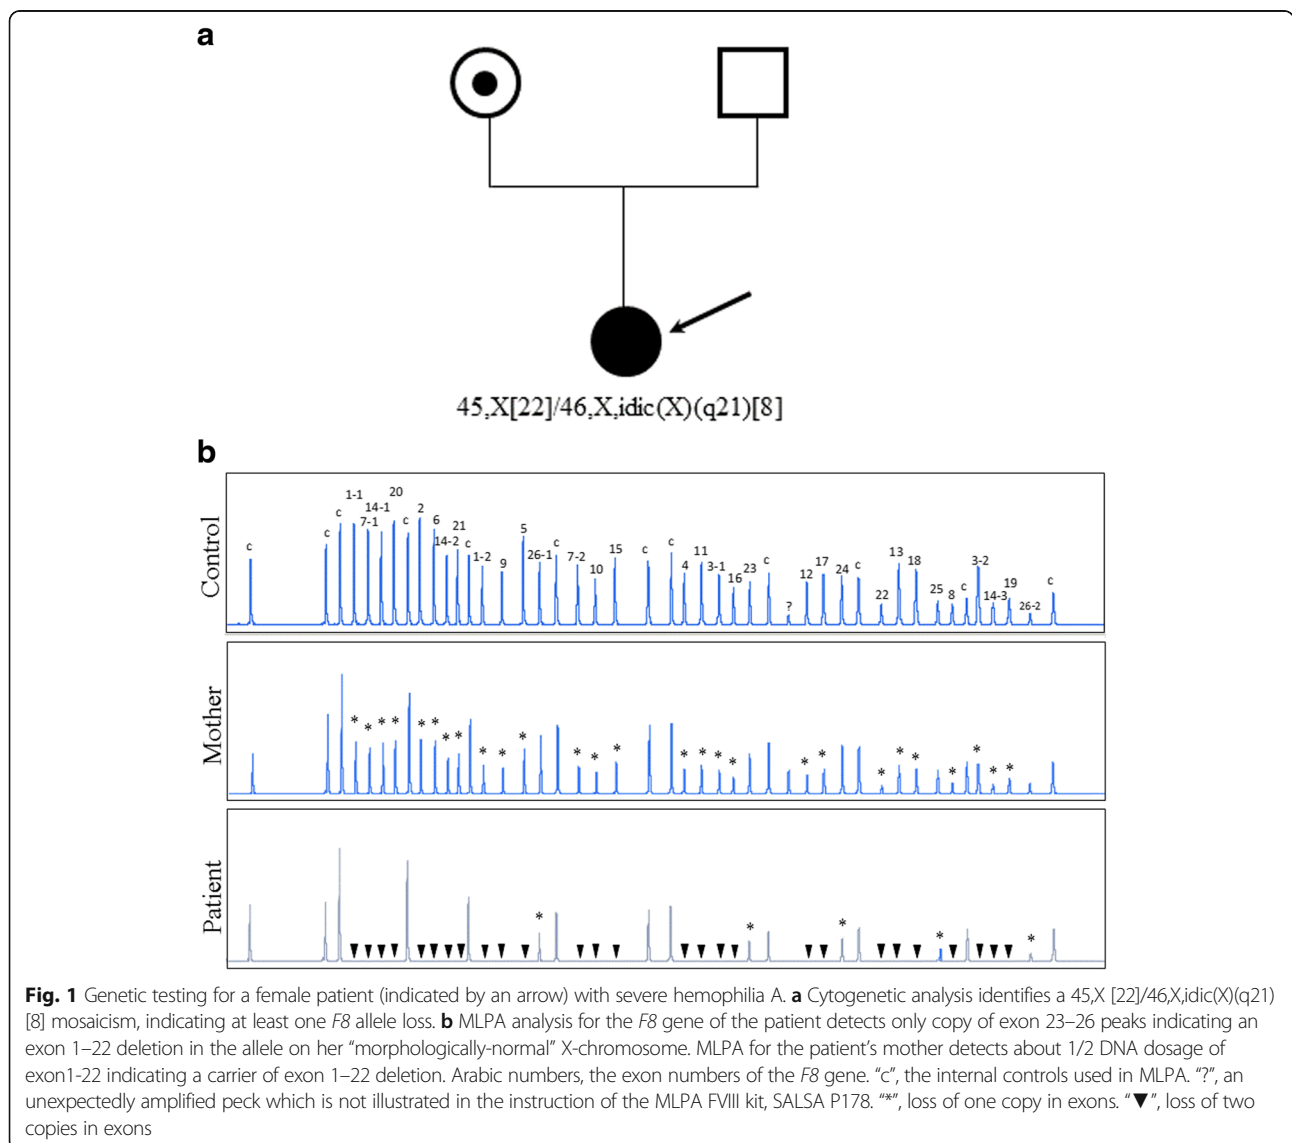 a
45,X[22]/46,X,idic(X)(q21)[8]
b
Control
c c c 1-1 7-1 14-1 20 c 2 6 14-2 21 c 1-2 9 5 26-1 c 7-2 10 15 c c 4 11 3-1 16 23 c ? 12 17 24 c 22 13 18 25 8 c 3-2 14-3 19 26-2 c
Mother
* * * * * * * * * * * * * * * * * * * * * * * * * * *
Patient
* * * * *
Fig. 1 Genetic testing for a female patient (indicated by an arrow) with severe hemophilia A. a Cytogenetic analysis identifies a 45,X [22]/46,X,idic(X)(q21)
[8] mosaicism, indicating at least one F8 allele loss. b MLPA analysis for the F8 gene of the patient detects only copy of exon 23–26 peaks indicating an
exon 1–22 deletion in the allele on her “morphologically-normal” X-chromosome. MLPA for the patient’s mother detects about 1/2 DNA dosage of
exon1-22 indicating a carrier of exon 1–22 deletion. Arabic numbers, the exon numbers of the F8 gene. “c”, the internal controls used in MLPA. “?”, an
unexpectedly amplified peck which is not illustrated in the instruction of the MLPA FVIII kit, SALSA P178. “*”, loss of one copy in exons. “▼”, loss of two
copies in exons